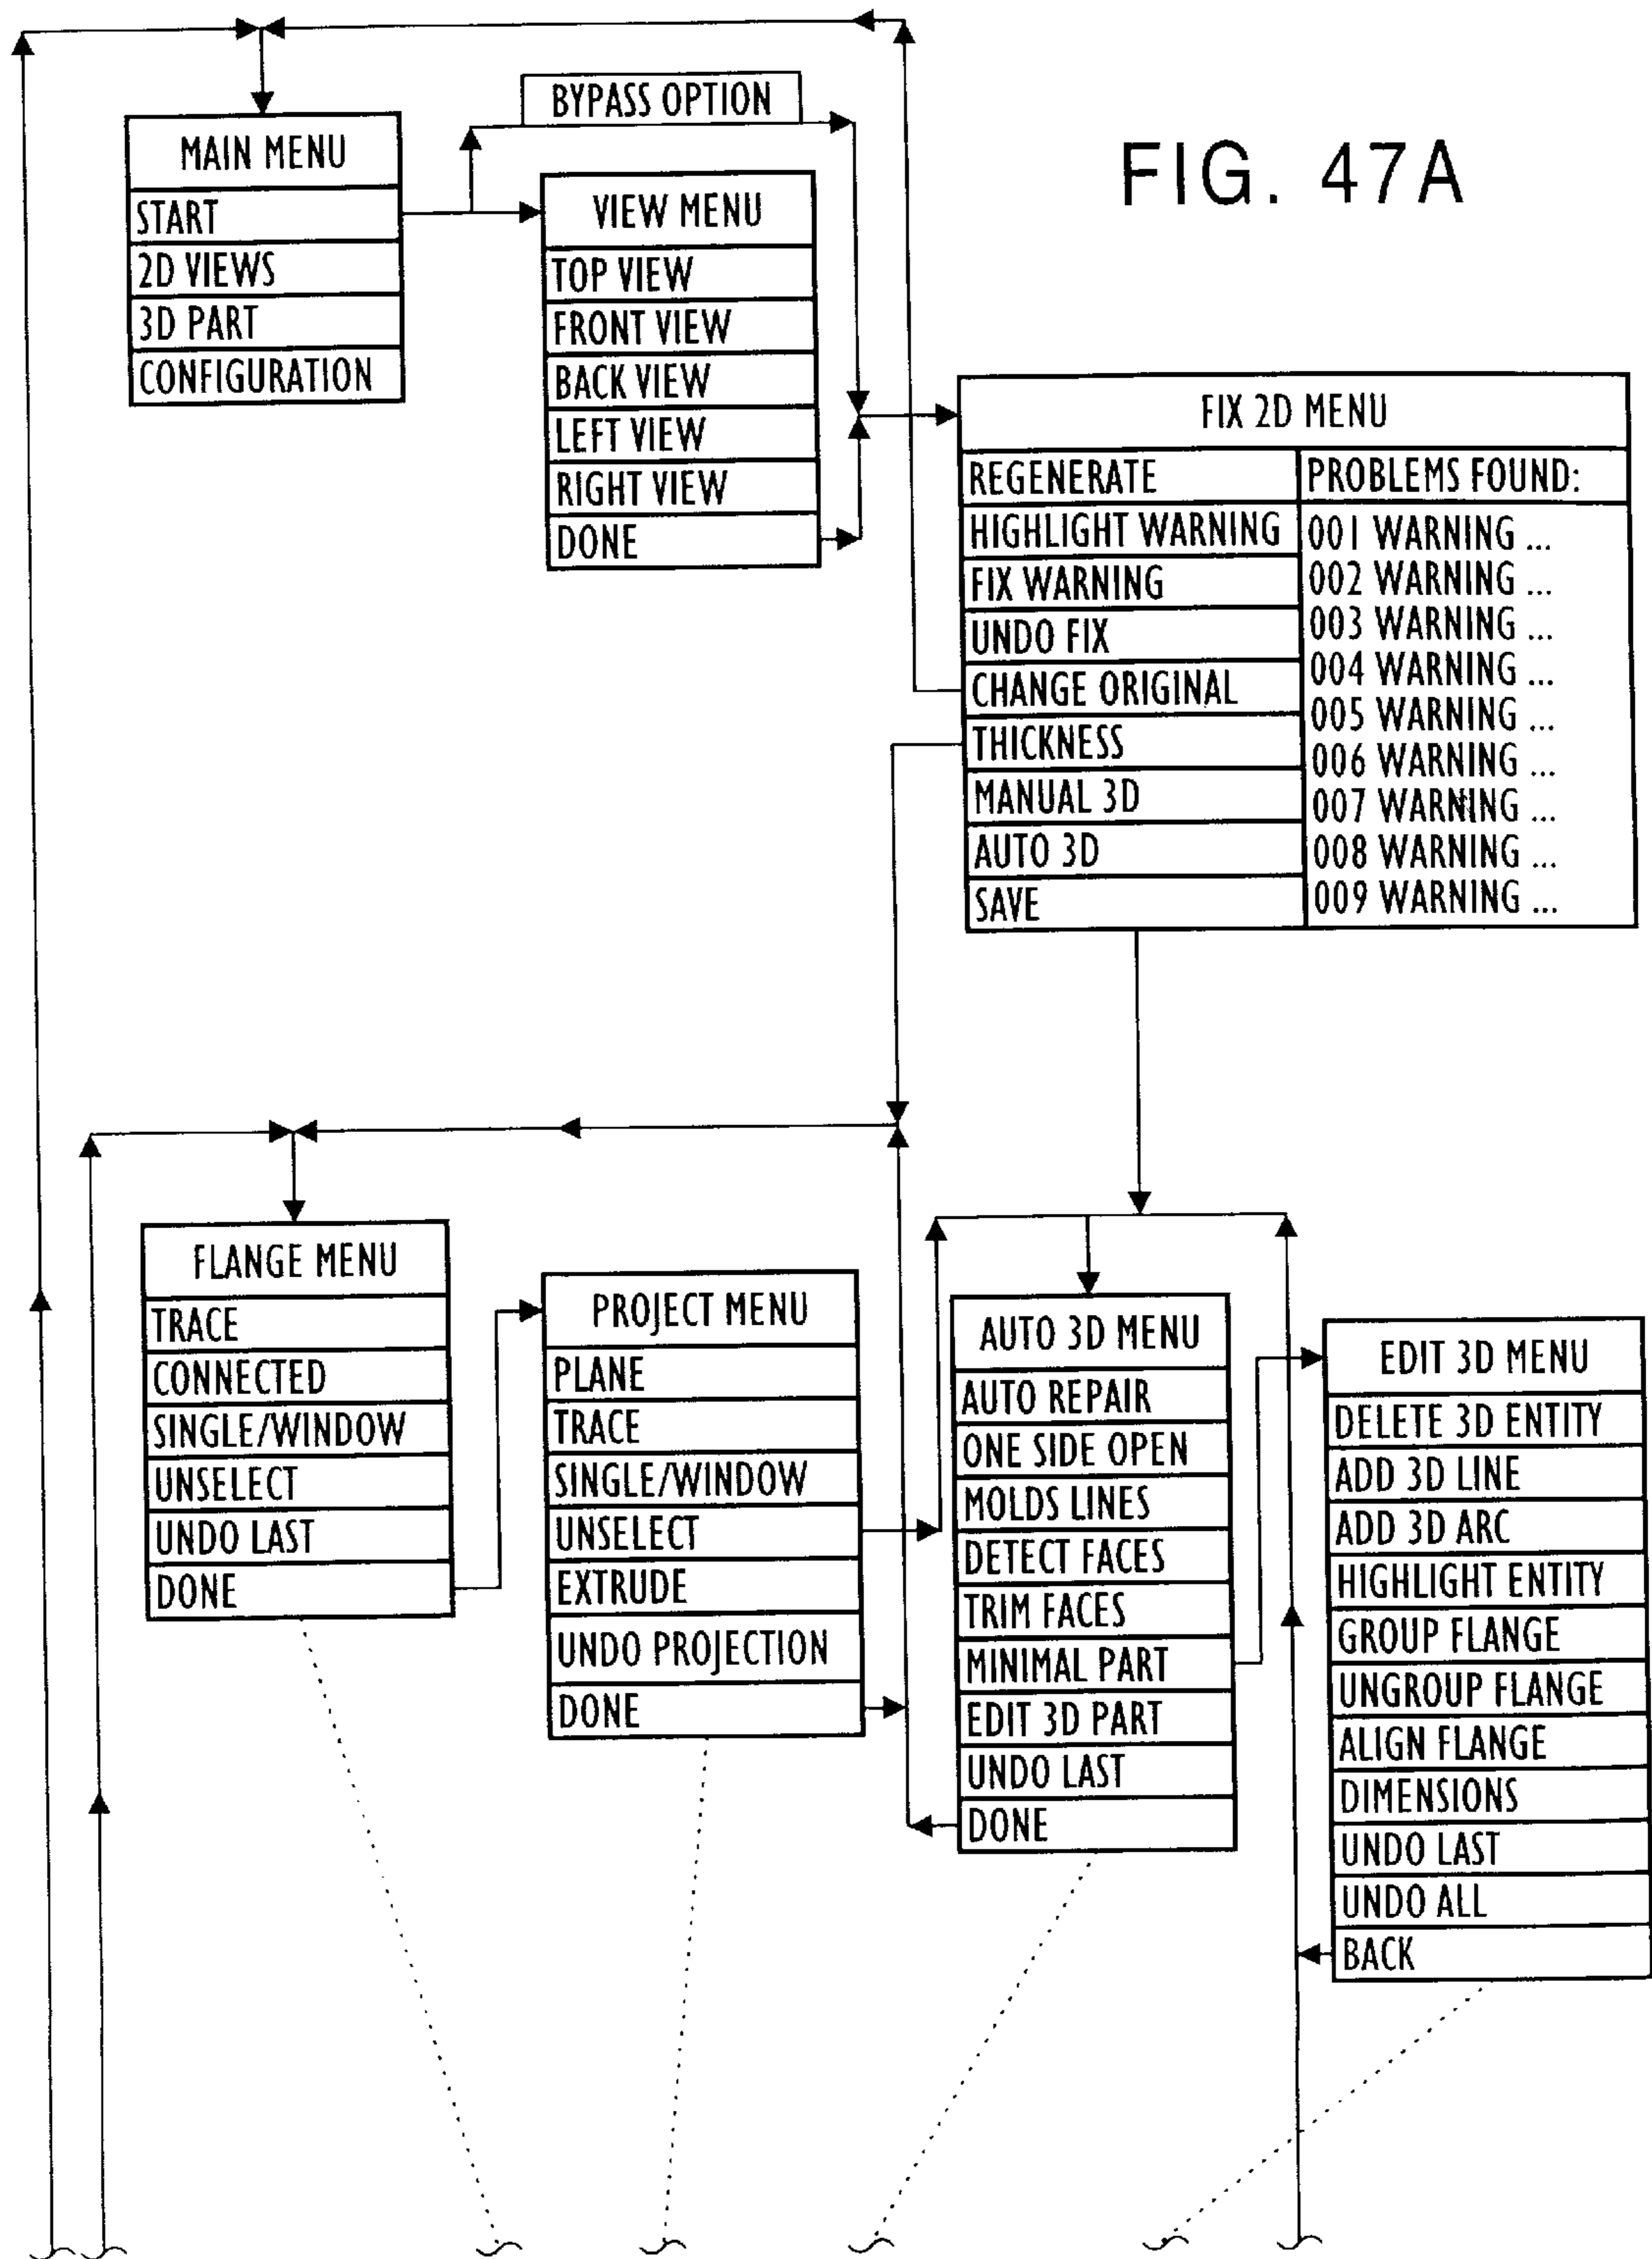 FIG. 47A
BYPASS OPTION
MAIN MENU
START
2D VIEWS
3D PART
CONFIGURATION
VIEW MENU
TOP VIEW
FRONT VIEW
BACK VIEW
LEFT VIEW
RIGHT VIEW
DONE
FIX 2D MENU
REGENERATE
HIGHLIGHT WARNING
FIX WARNING
UNDO FIX
CHANGE ORIGINAL
THICKNESS
MANUAL 3D
AUTO 3D
SAVE
PROBLEMS FOUND:
001 WARNING ...
002 WARNING ...
003 WARNING ...
004 WARNING ...
005 WARNING ...
006 WARNING ...
007 WARNING ...
008 WARNING ...
009 WARNING ...
FLANGE MENU
TRACE
CONNECTED
SINGLE/WINDOW
UNSELECT
UNDO LAST
DONE
PROJECT MENU
PLANE
TRACE
SINGLE/WINDOW
UNSELECT
EXTRUDE
UNDO PROJECTION
DONE
AUTO 3D MENU
AUTO REPAIR
ONE SIDE OPEN
MOLDS LINES
DETECT FACES
TRIM FACES
MINIMAL PART
EDIT 3D PART
UNDO LAST
DONE
EDIT 3D MENU
DELETE 3D ENTITY
ADD 3D LINE
ADD 3D ARC
HIGHLIGHT ENTITY
GROUP FLANGE
UNGROUP FLANGE
ALIGN FLANGE
DIMENSIONS
UNDO LAST
UNDO ALL
BACK